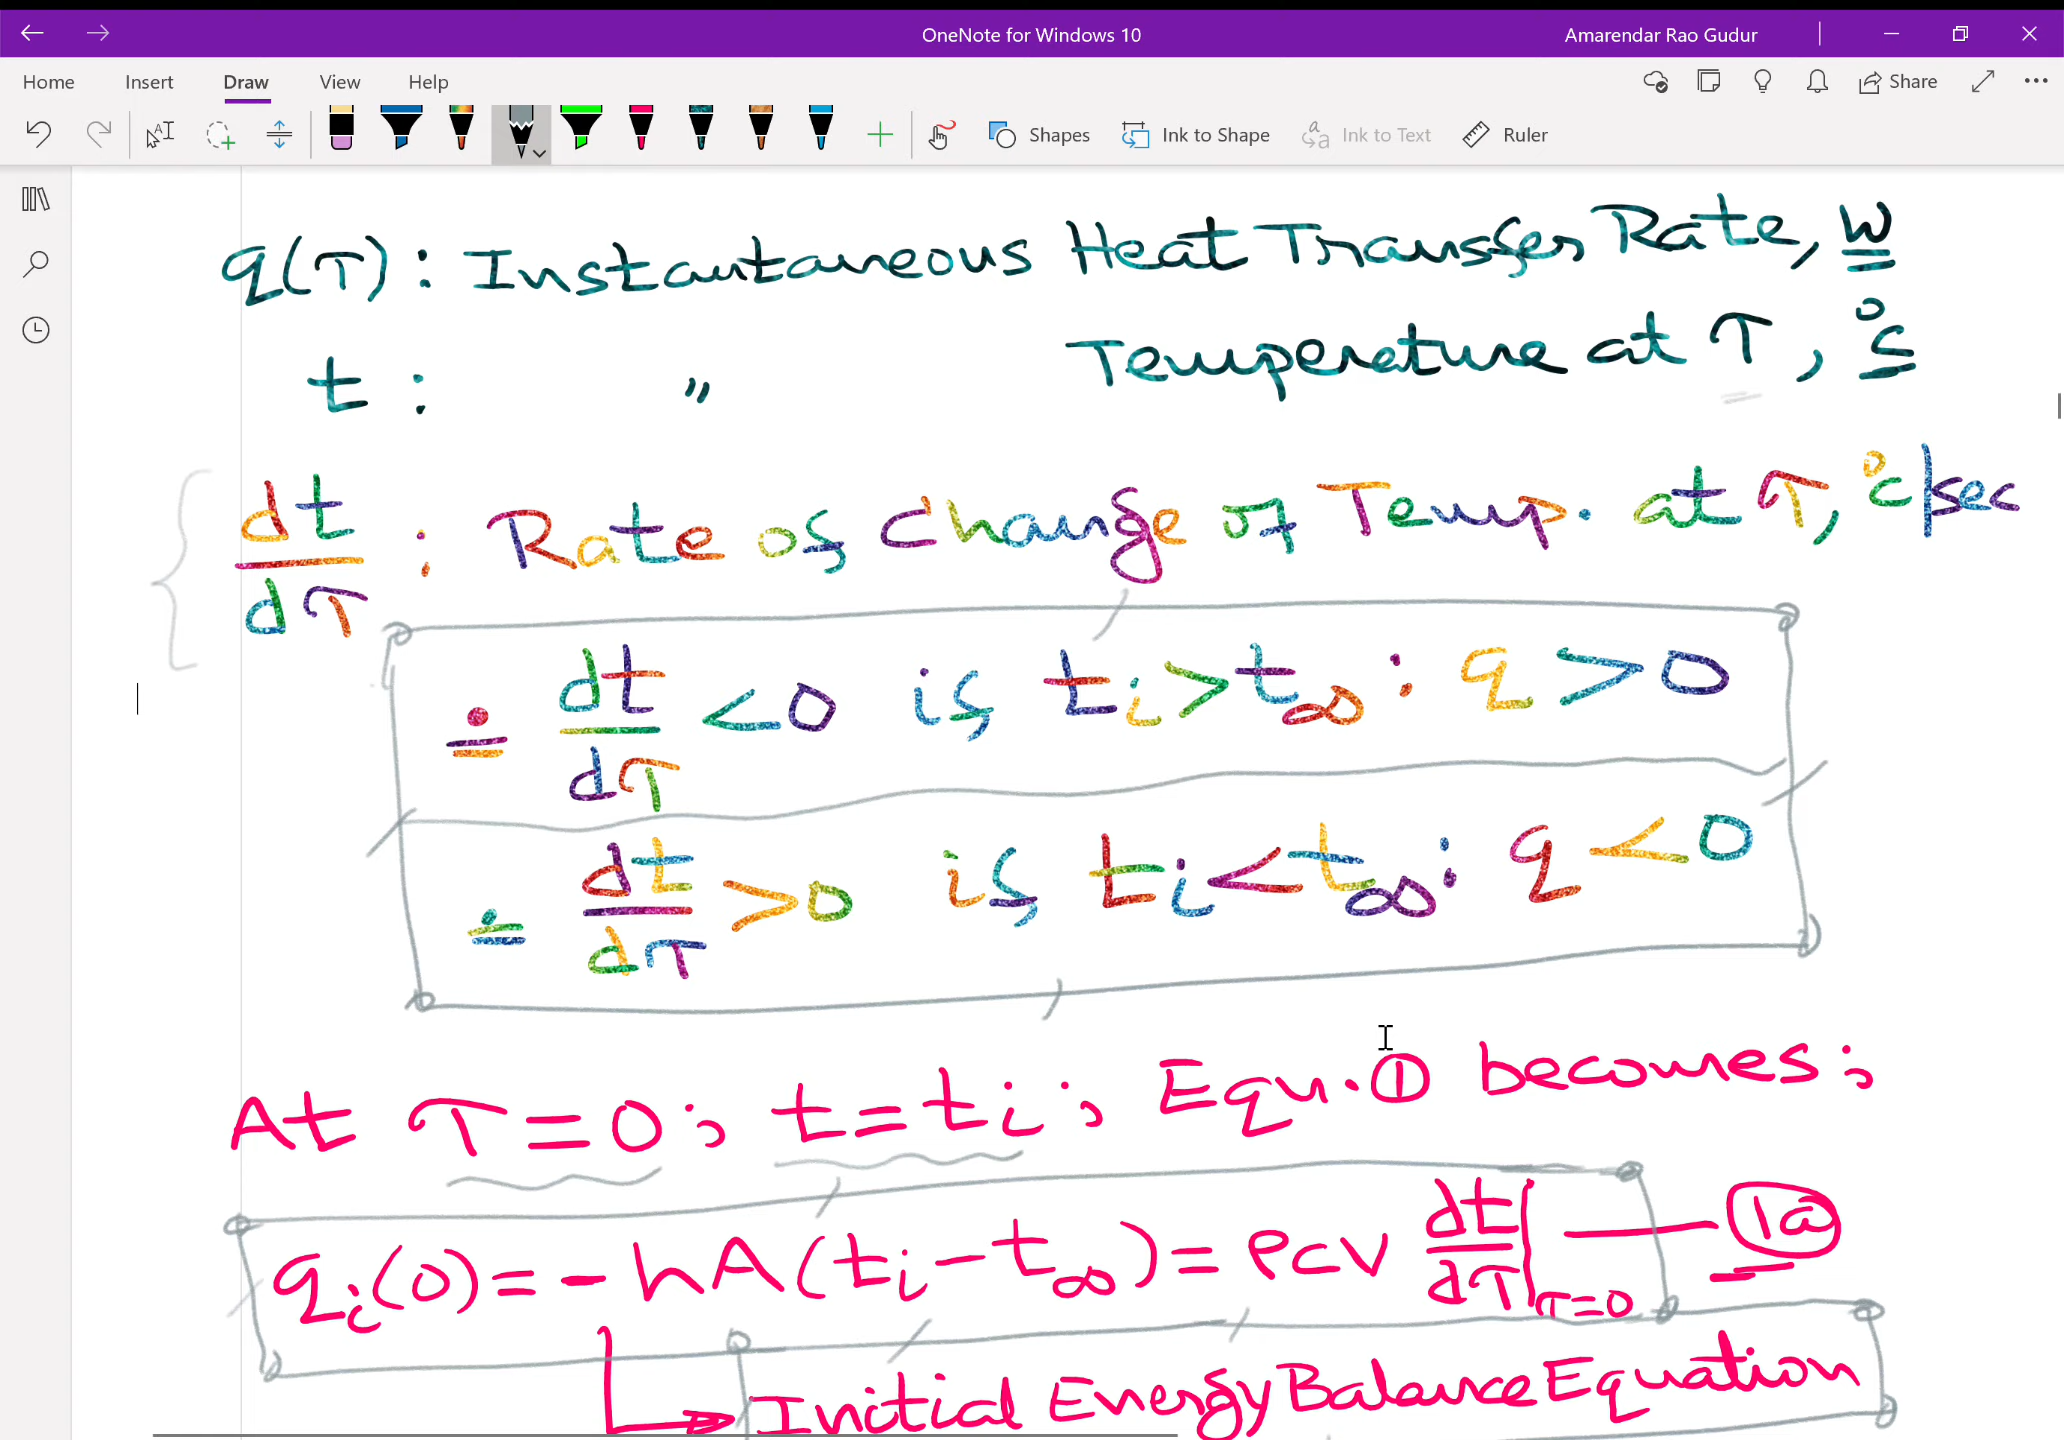 OneNote for Windows 10
Amarendar Rao Gudur
Home Insert Draw View Help Share
Shapes Ink to Shape Ink to Text Ruler
q(τ) : Instantaneous Heat Transfer Rate, W
t : " Temperature at τ, °C
dt/dτ : Rate of Change of Temp. at τ, °C/sec
÷ dt/dτ <0 if ti>t∞ : q >0
÷ dt/dτ >0 if ti<t∞ : q <0
At τ=0; t=ti; Equ.① becomes;
qi(0)= -hA(ti-t∞)= ρcV dt/dτ|τ=0 — 1a
Initial Energy Balance Equation